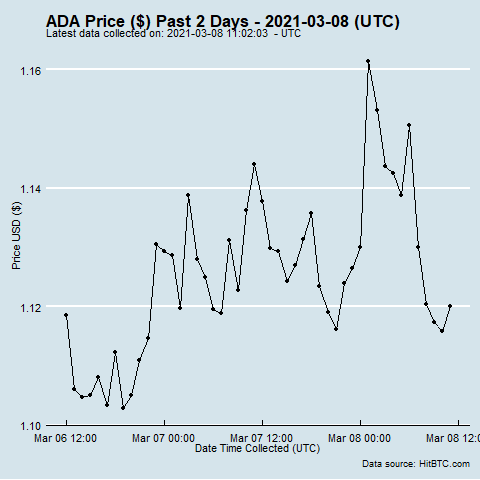 ADA Price ($) Past 2 Days - 2021-03-08 (UTC)
Latest data collected on: 2021-03-08 11:02:03 - UTC
1.16
1.14
1.12
1.10
Price USD ($)
Mar 06 12:00 Mar 07 00:00 Mar 07 12:00 Mar 08 00:00 Mar 08 12:00
Date Time Collected (UTC)
Data source: HitBTC.com